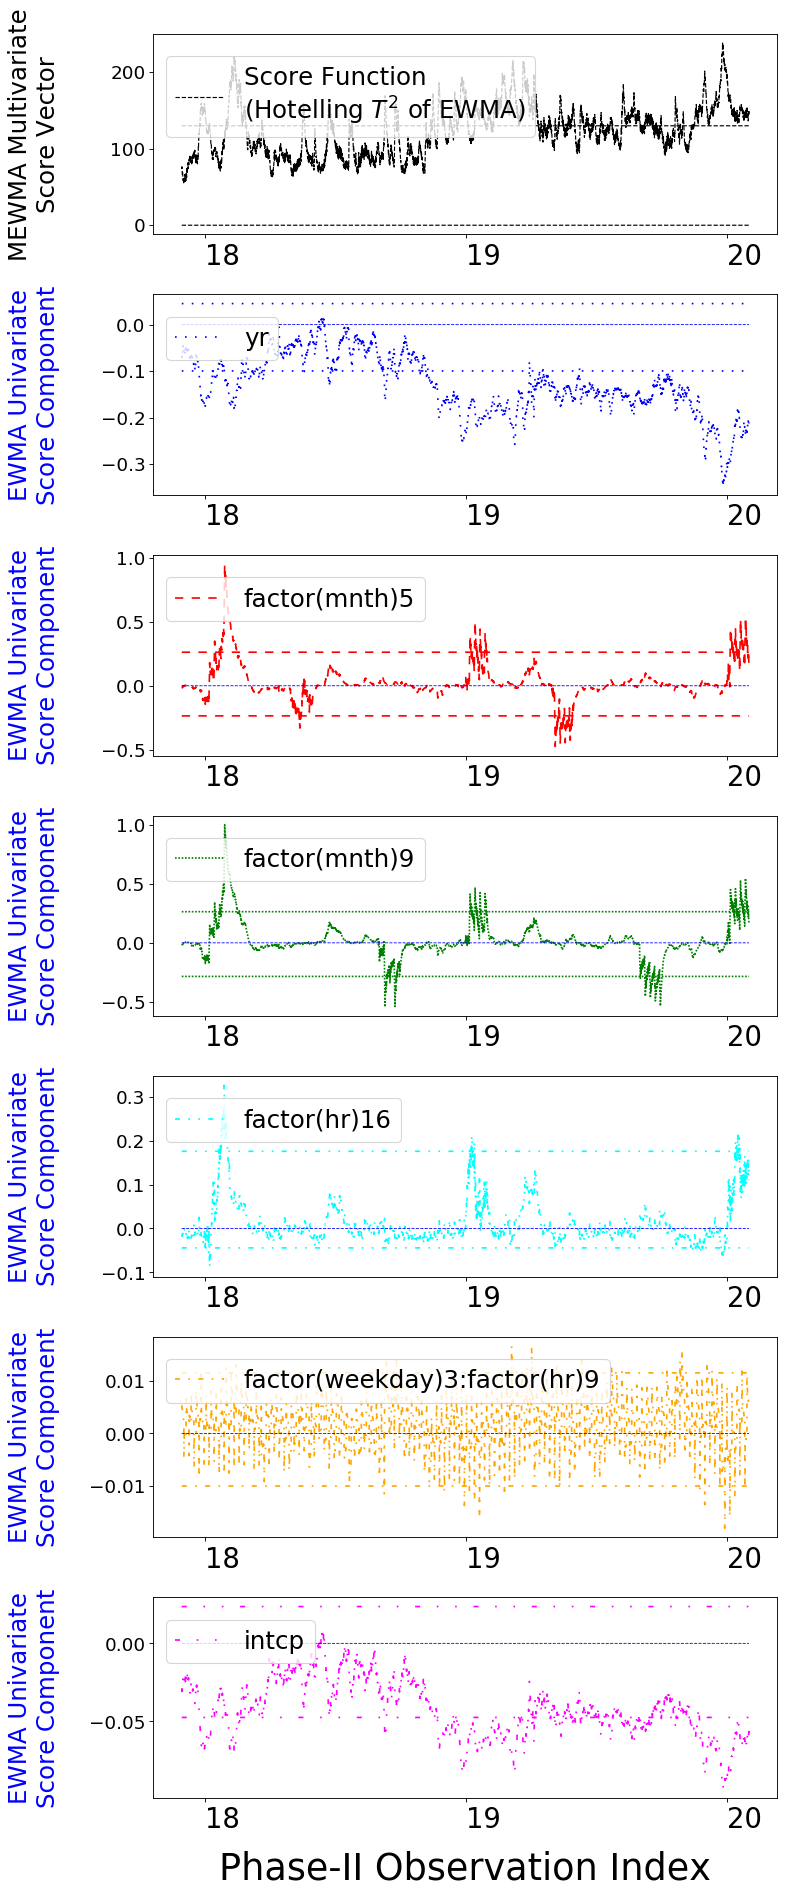 MEWMA Multivariate
Score Vector
200
100
0
Score Function
(Hotelling T² of EWMA)
18 19 20
EWMA Univariate
Score Component
0.0
−0.1
−0.2
−0.3
yr
18 19 20
EWMA Univariate
Score Component
1.0
0.5
0.0
−0.5
factor(mnth)5
18 19 20
EWMA Univariate
Score Component
1.0
0.5
0.0
−0.5
factor(mnth)9
18 19 20
EWMA Univariate
Score Component
0.3
0.2
0.1
0.0
−0.1
factor(hr)16
18 19 20
EWMA Univariate
Score Component
0.01
0.00
−0.01
factor(weekday)3:factor(hr)9
18 19 20
EWMA Univariate
Score Component
0.00
−0.05
intcp
18 19 20
Phase-II Observation Index